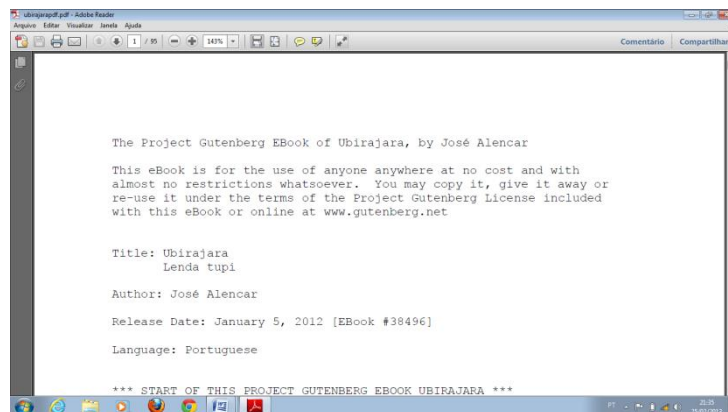 ubirajarapdf.pdf - Adobe Reader
Arquivo Editar Visualizar Janela Ajuda
1 / 95 143% Comentário Compartilhar
The Project Gutenberg EBook of Ubirajara, by José Alencar
This eBook is for the use of anyone anywhere at no cost and with
almost no restrictions whatsoever. You may copy it, give it away or
re-use it under the terms of the Project Gutenberg License included
with this eBook or online at www.gutenberg.net
Title: Ubirajara
Lenda tupi
Author: José Alencar
Release Date: January 5, 2012 [EBook #38496]
Language: Portuguese
*** START OF THIS PROJECT GUTENBERG EBOOK UBIRAJARA ***
PT 21:35